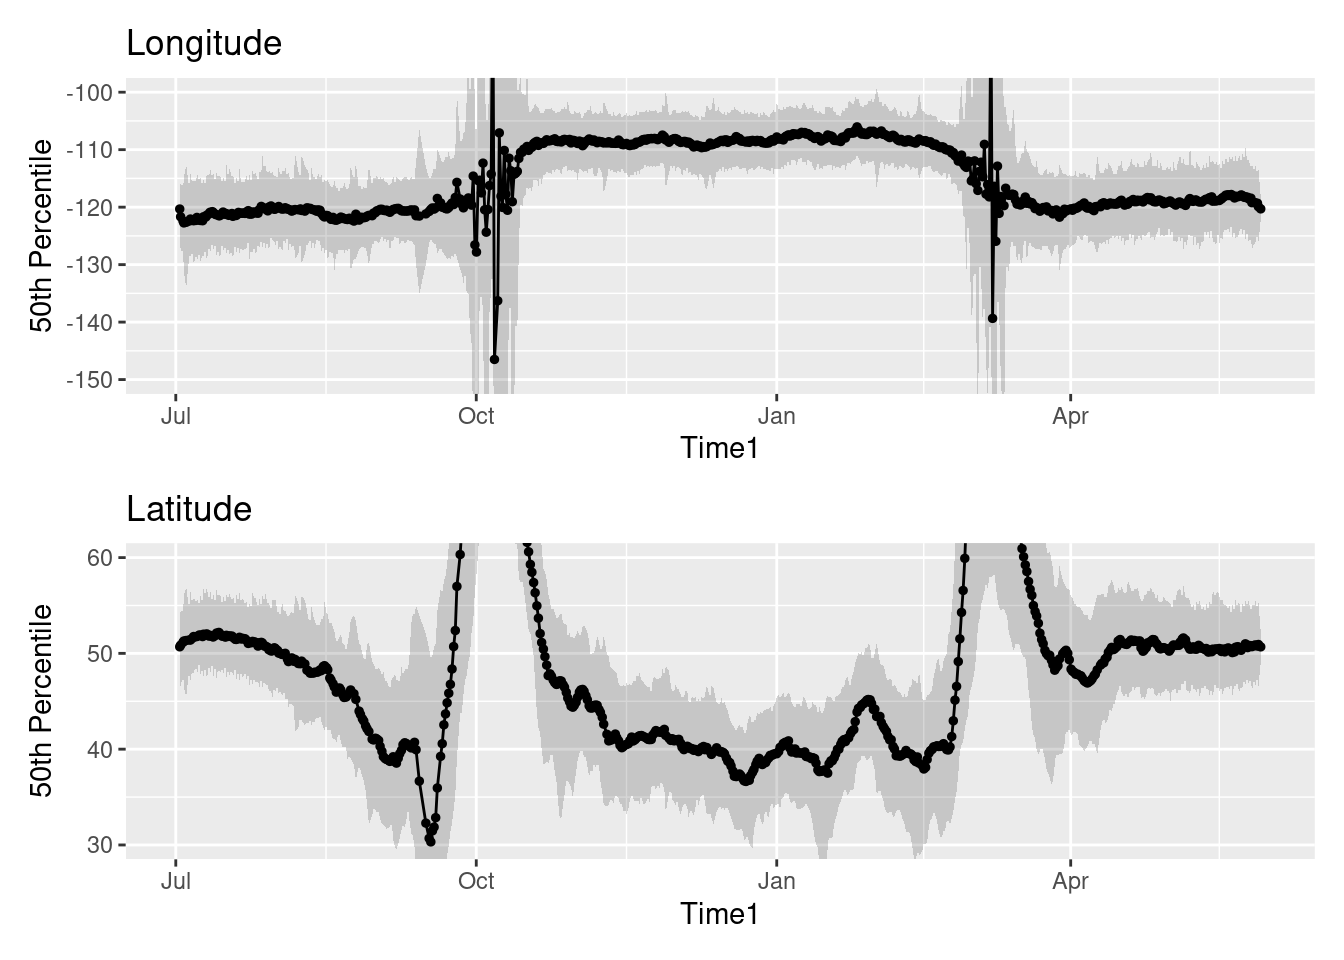 Longitude
-100
-110
-120
-130
-140
-150
50th Percentile
Jul Oct Jan Apr
Time1
Latitude
60
50
40
30
50th Percentile
Jul Oct Jan Apr
Time1